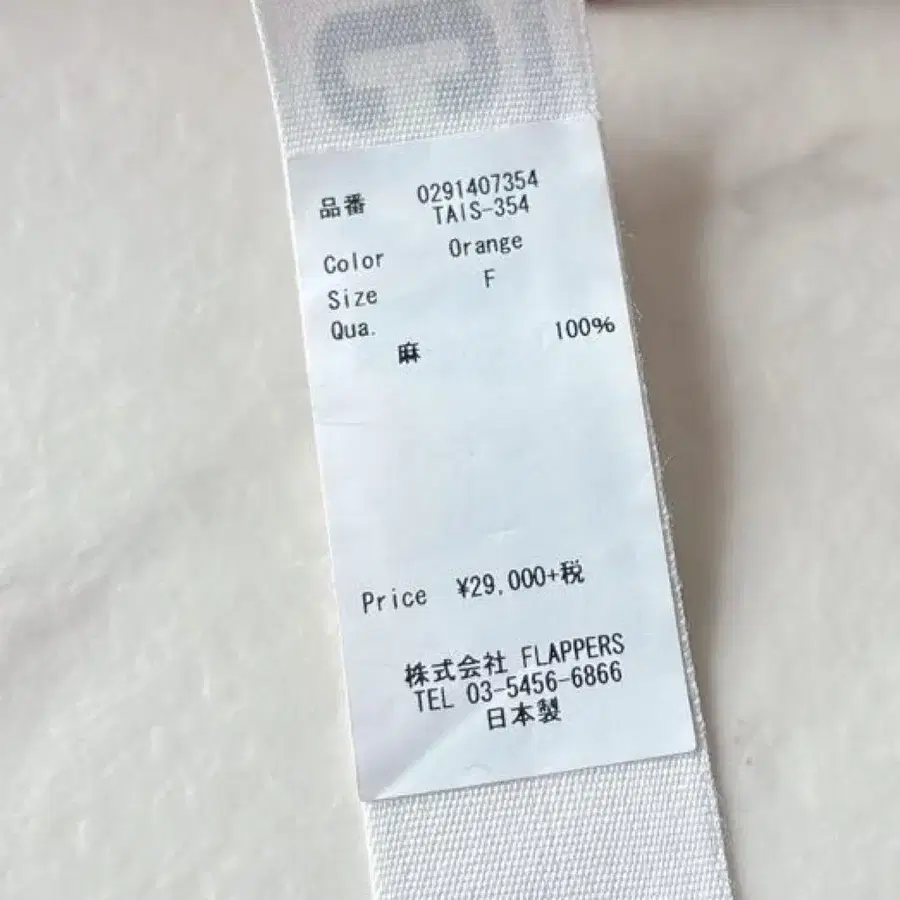 品番 0291407354
TAIS-354
Color Orange
Size F
Qua.
麻 100%
Price ¥29,000+税
株式会社 FLAPPERS
TEL 03-5456-6866
日本製